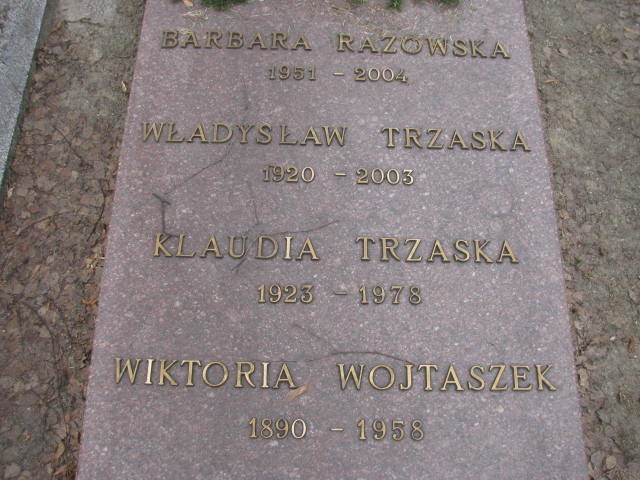 BARBARA RAZOWSKA
1951 - 2004
WŁADYSŁAW TRZASKA
1920 - 2003
KLAUDIA TRZASKA
1923 - 1978
WIKTORIA WOJTASZEK
1890 - 1958